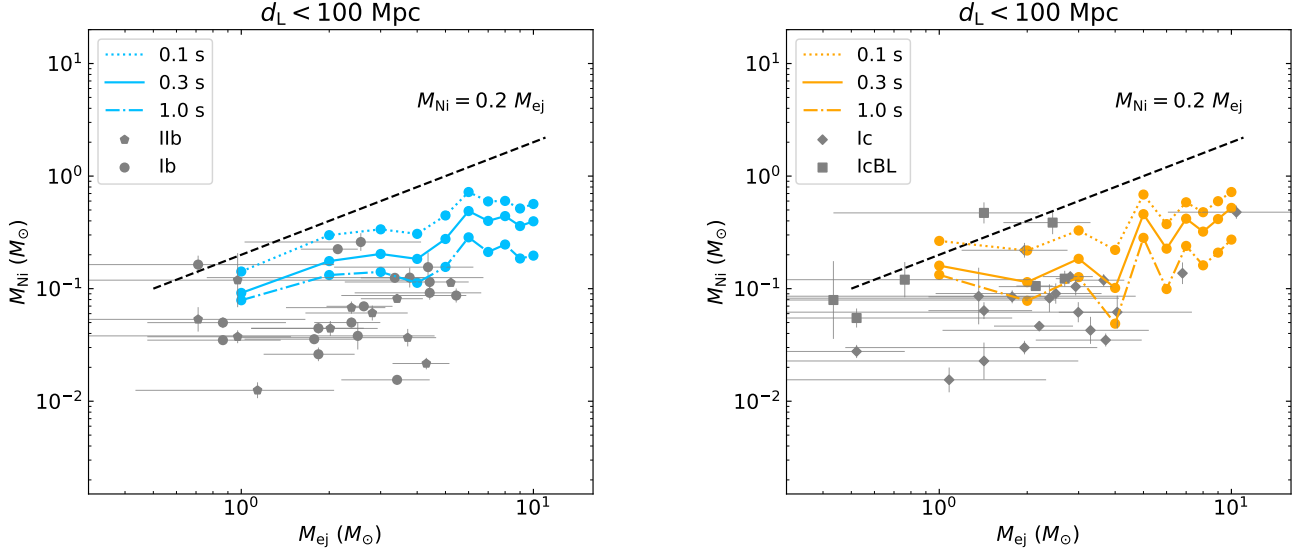 d_L < 100 Mpc
0.1 s
0.3 s
1.0 s
IIb
Ib
M_Ni = 0.2 M_ej
10^1
10^0
10^−1
10^−2
M_Ni (M_⊙)
10^0
10^1
M_ej (M_⊙)
d_L < 100 Mpc
0.1 s
0.3 s
1.0 s
Ic
IcBL
M_Ni = 0.2 M_ej
10^1
10^0
10^−1
10^−2
M_Ni (M_⊙)
10^0
10^1
M_ej (M_⊙)